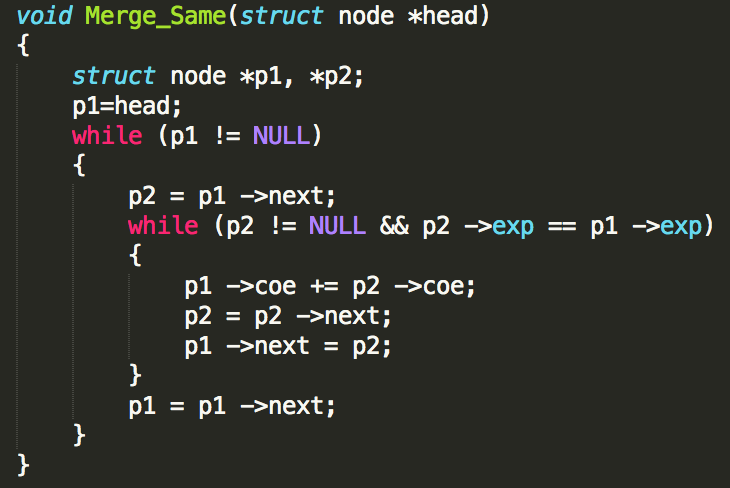 void Merge_Same(struct node *head)
{
    struct node *p1, *p2;
    p1=head;
    while (p1 != NULL)
    {
        p2 = p1 ->next;
        while (p2 != NULL && p2 ->exp == p1 ->exp)
        {
            p1 ->coe += p2 ->coe;
            p2 = p2 ->next;
            p1 ->next = p2;
        }
        p1 = p1 ->next;
    }
}